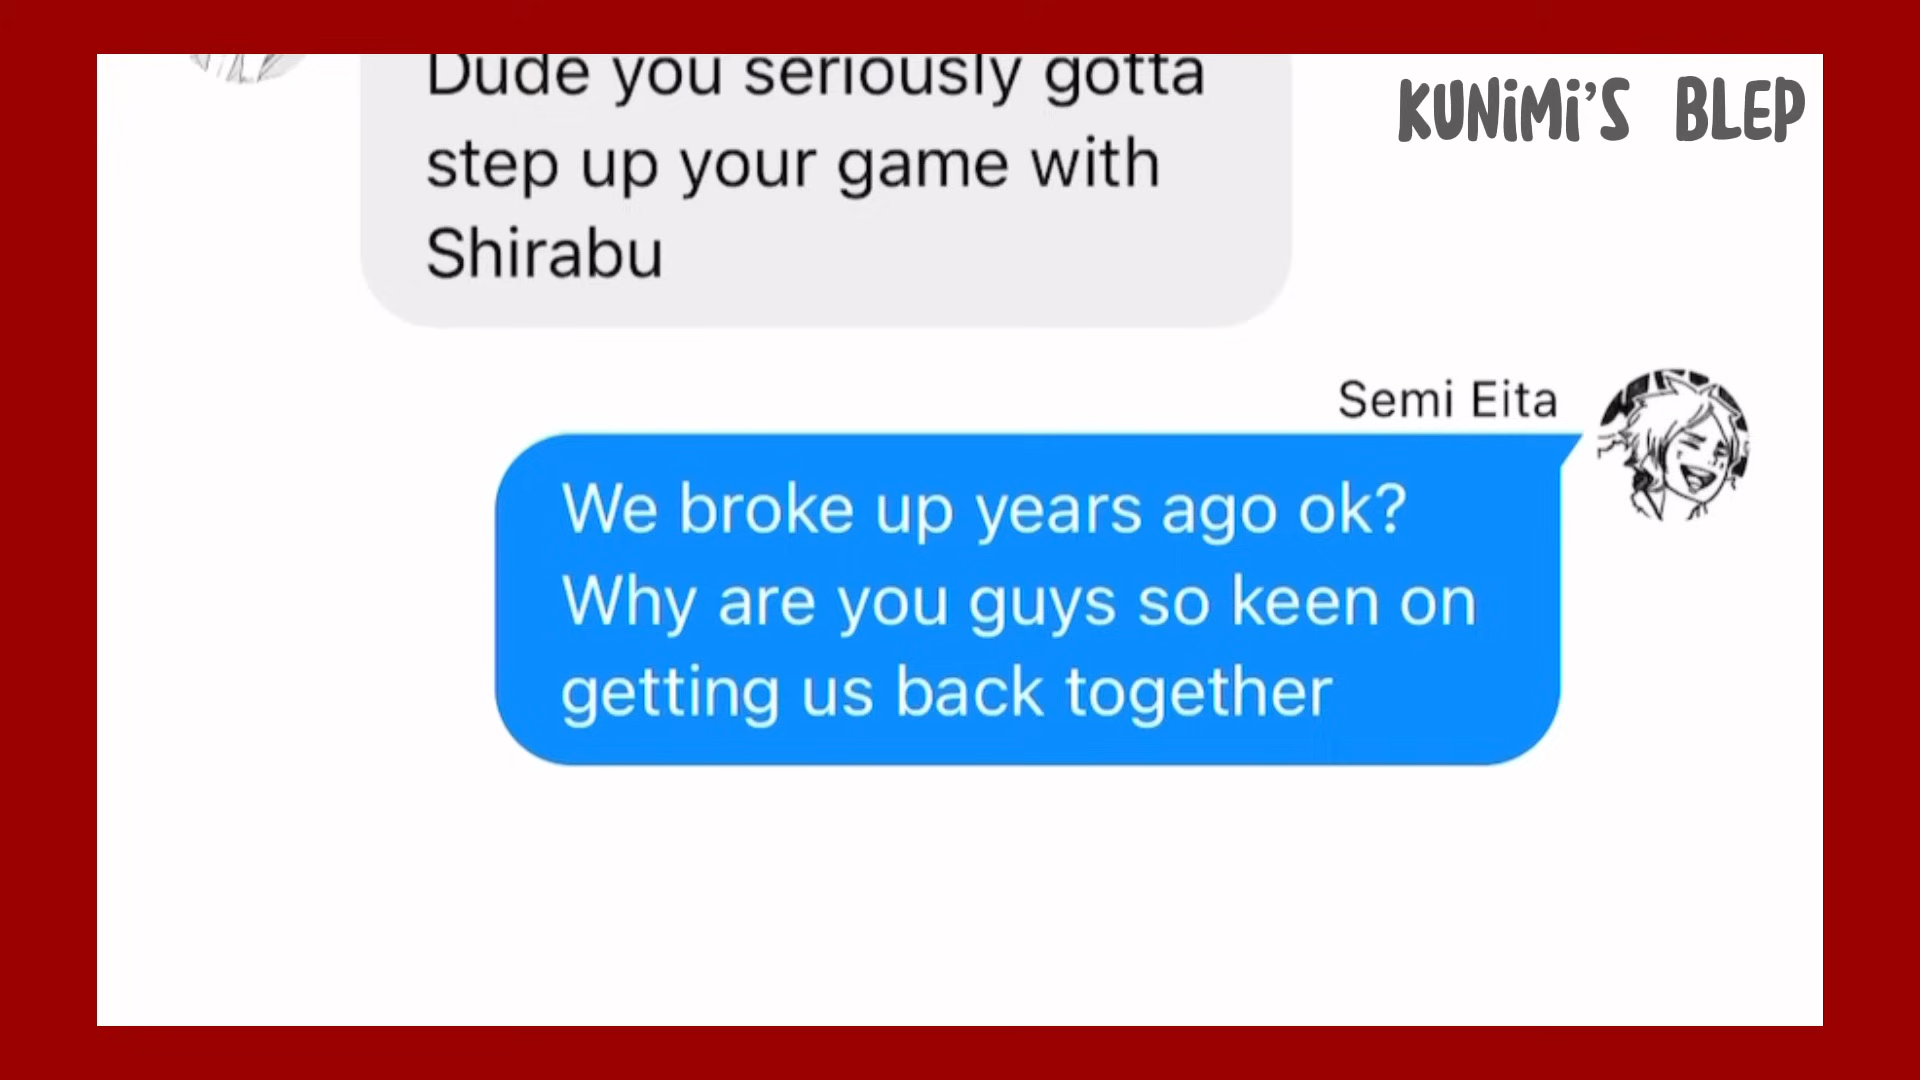 Dude you seriously gotta
step up your game with
Shirabu
KUNiMi'S BLEP
Semi Eita
We broke up years ago ok?
Why are you guys so keen on
getting us back together